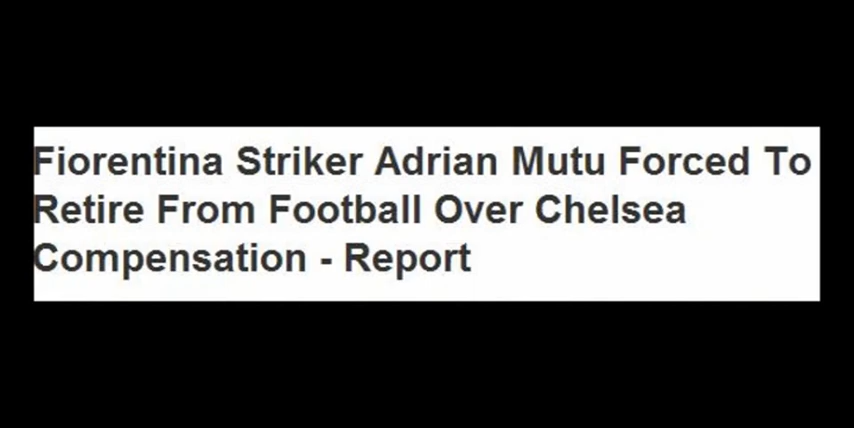 Fiorentina Striker Adrian Mutu Forced To
Retire From Football Over Chelsea
Compensation - Report